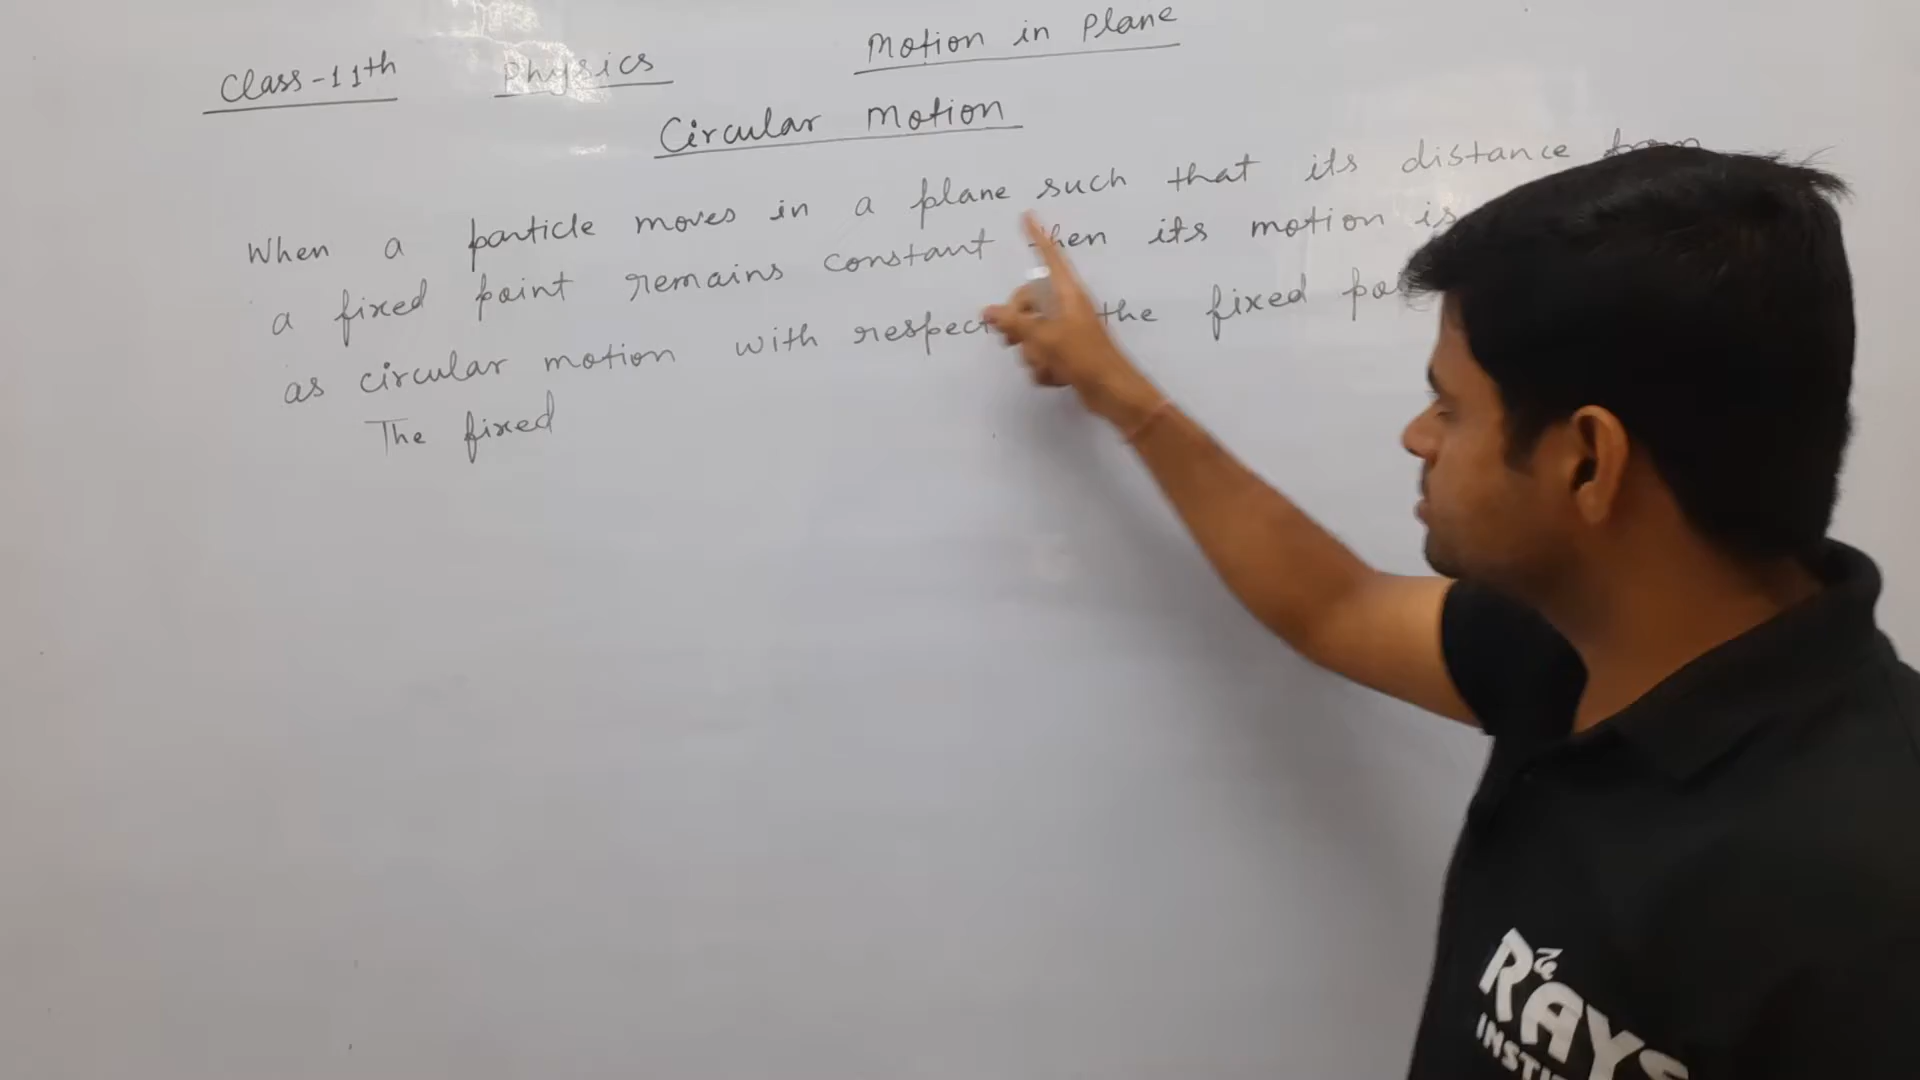 Class-11th Physics Motion in Plane
Circular Motion
When a particle moves in a plane such that its distance from
a fixed point remains constant then its motion is
as circular motion with respect the fixed
The fixed
द
RAYS